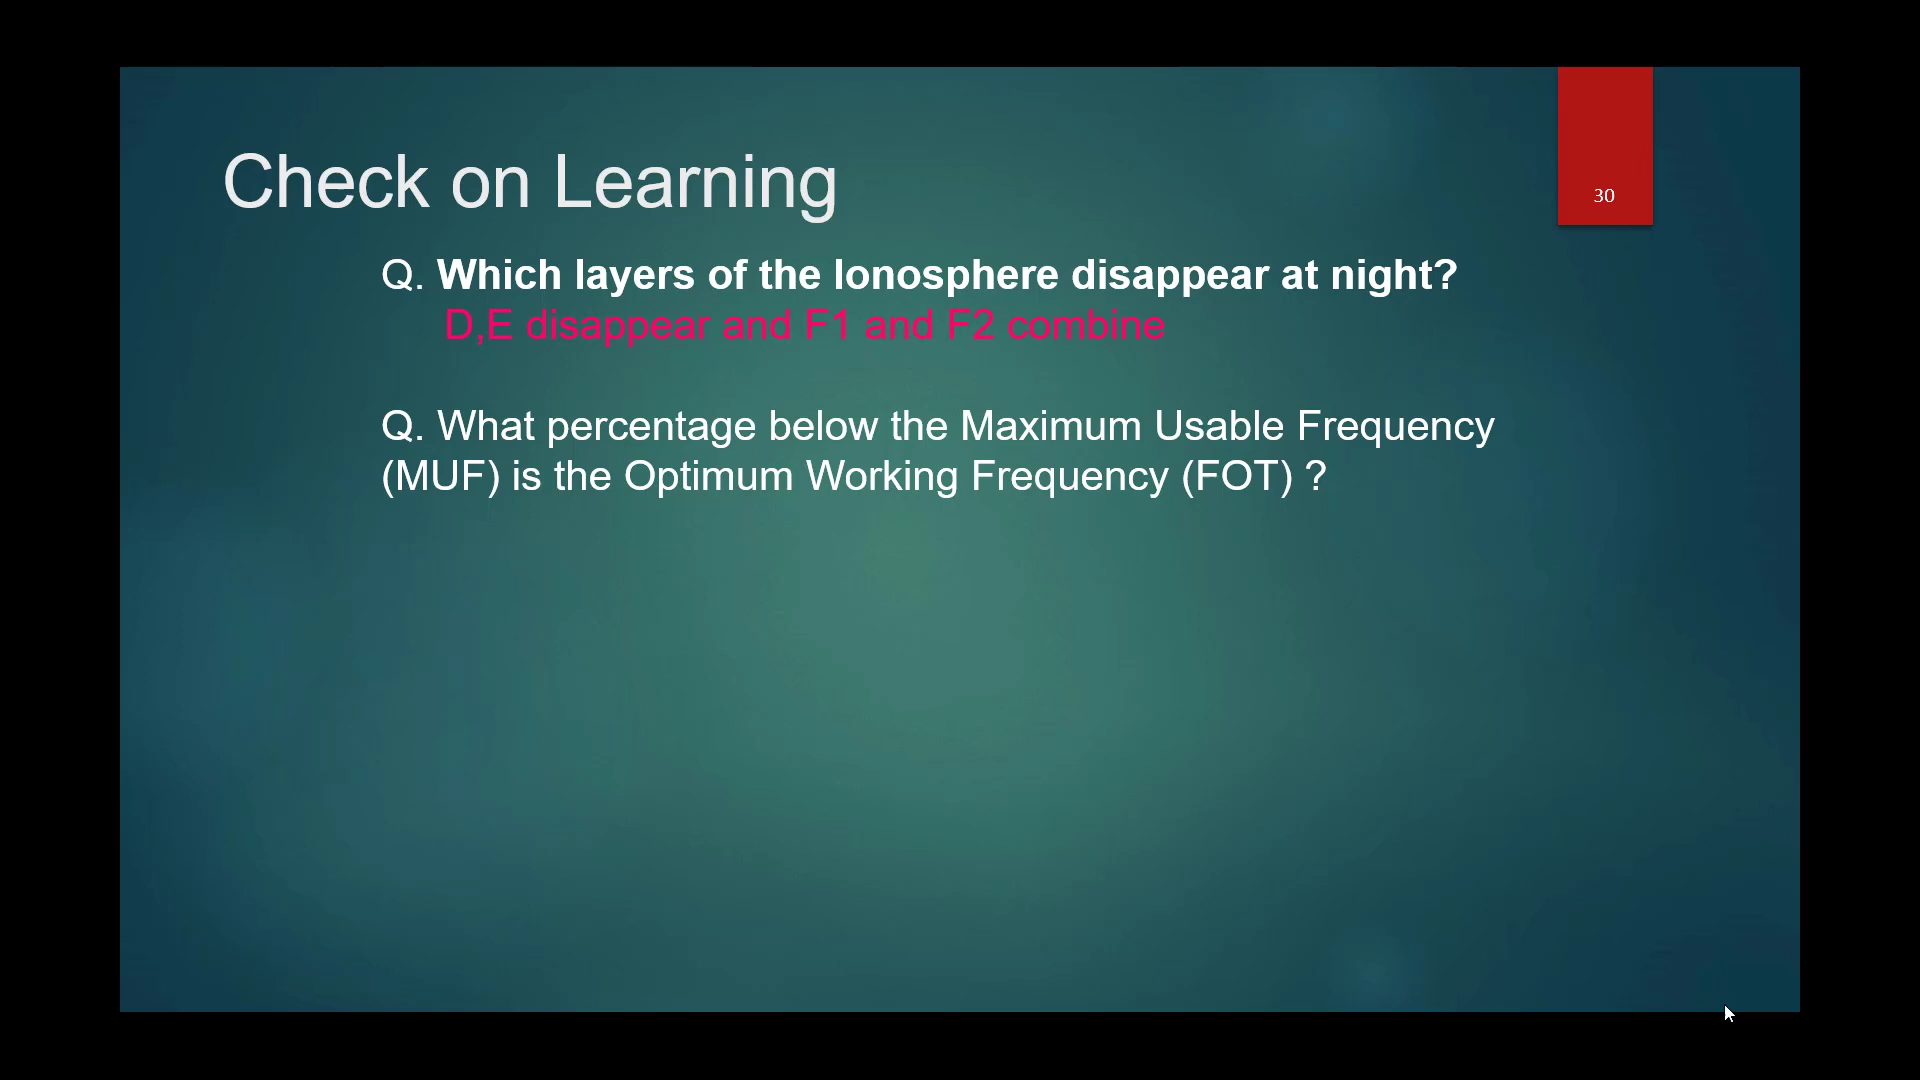 Check on Learning
30
Q. Which layers of the Ionosphere disappear at night?
D,E disappear and F1 and F2 combine
Q. What percentage below the Maximum Usable Frequency
(MUF) is the Optimum Working Frequency (FOT) ?